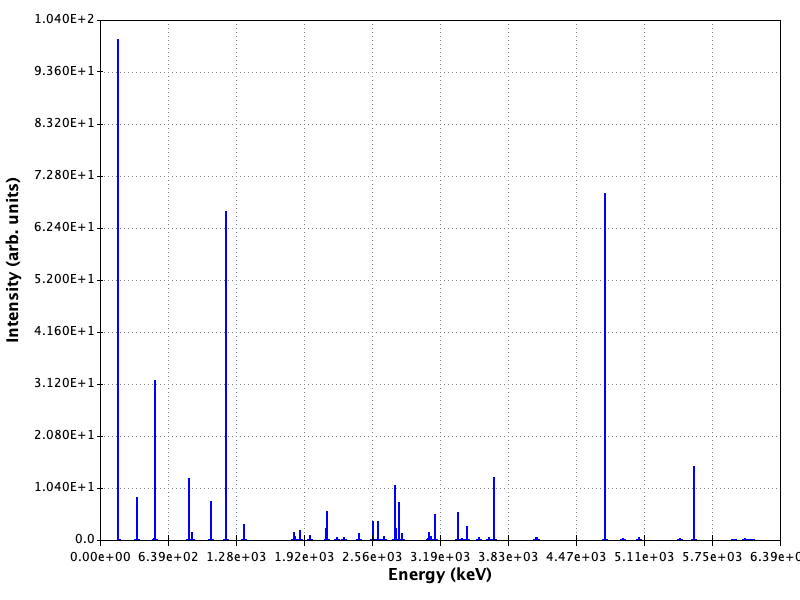 1.040E+2
9.360E+1
8.320E+1
7.280E+1
6.240E+1
5.200E+1
4.160E+1
3.120E+1
2.080E+1
1.040E+1
0.0
Intensity (arb. units)
0.00e+00 6.39e+02 1.28e+03 1.92e+03 2.56e+03 3.19e+03 3.83e+03 4.47e+03 5.11e+03 5.75e+03 6.39e+0
Energy (keV)